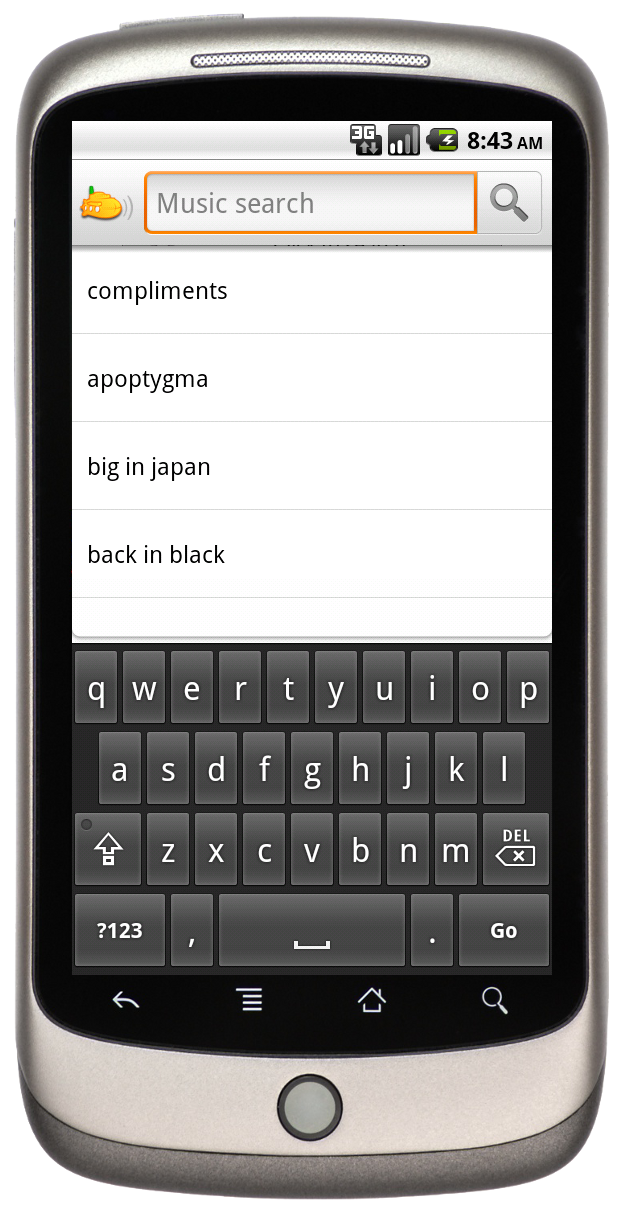 3G
8:43 AM
Music search
compliments
apoptygma
big in japan
back in black
q w e r t y u i o p
a s d f g h j k l
z x c v b n m DEL
?123 , . Go